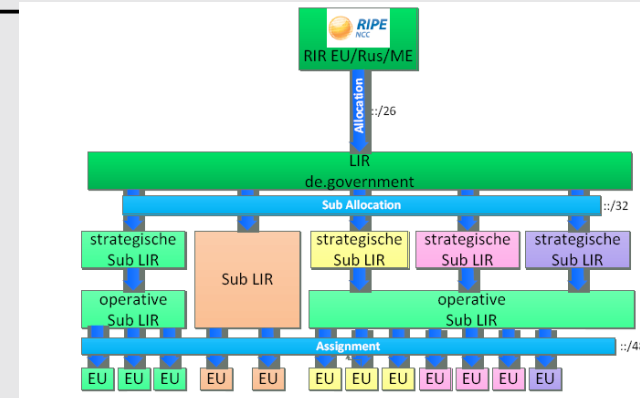 RIPE
NCC
RIR EU/Rus/ME
Allocation
::/26
LIR
de.government
Sub Allocation
::/32
strategische
Sub LIR
Sub LIR
strategische
Sub LIR
strategische
Sub LIR
strategische
Sub LIR
operative
Sub LIR
operative
Sub LIR
Assignment
EU EU EU EU EU EU EU EU EU EU EU EU